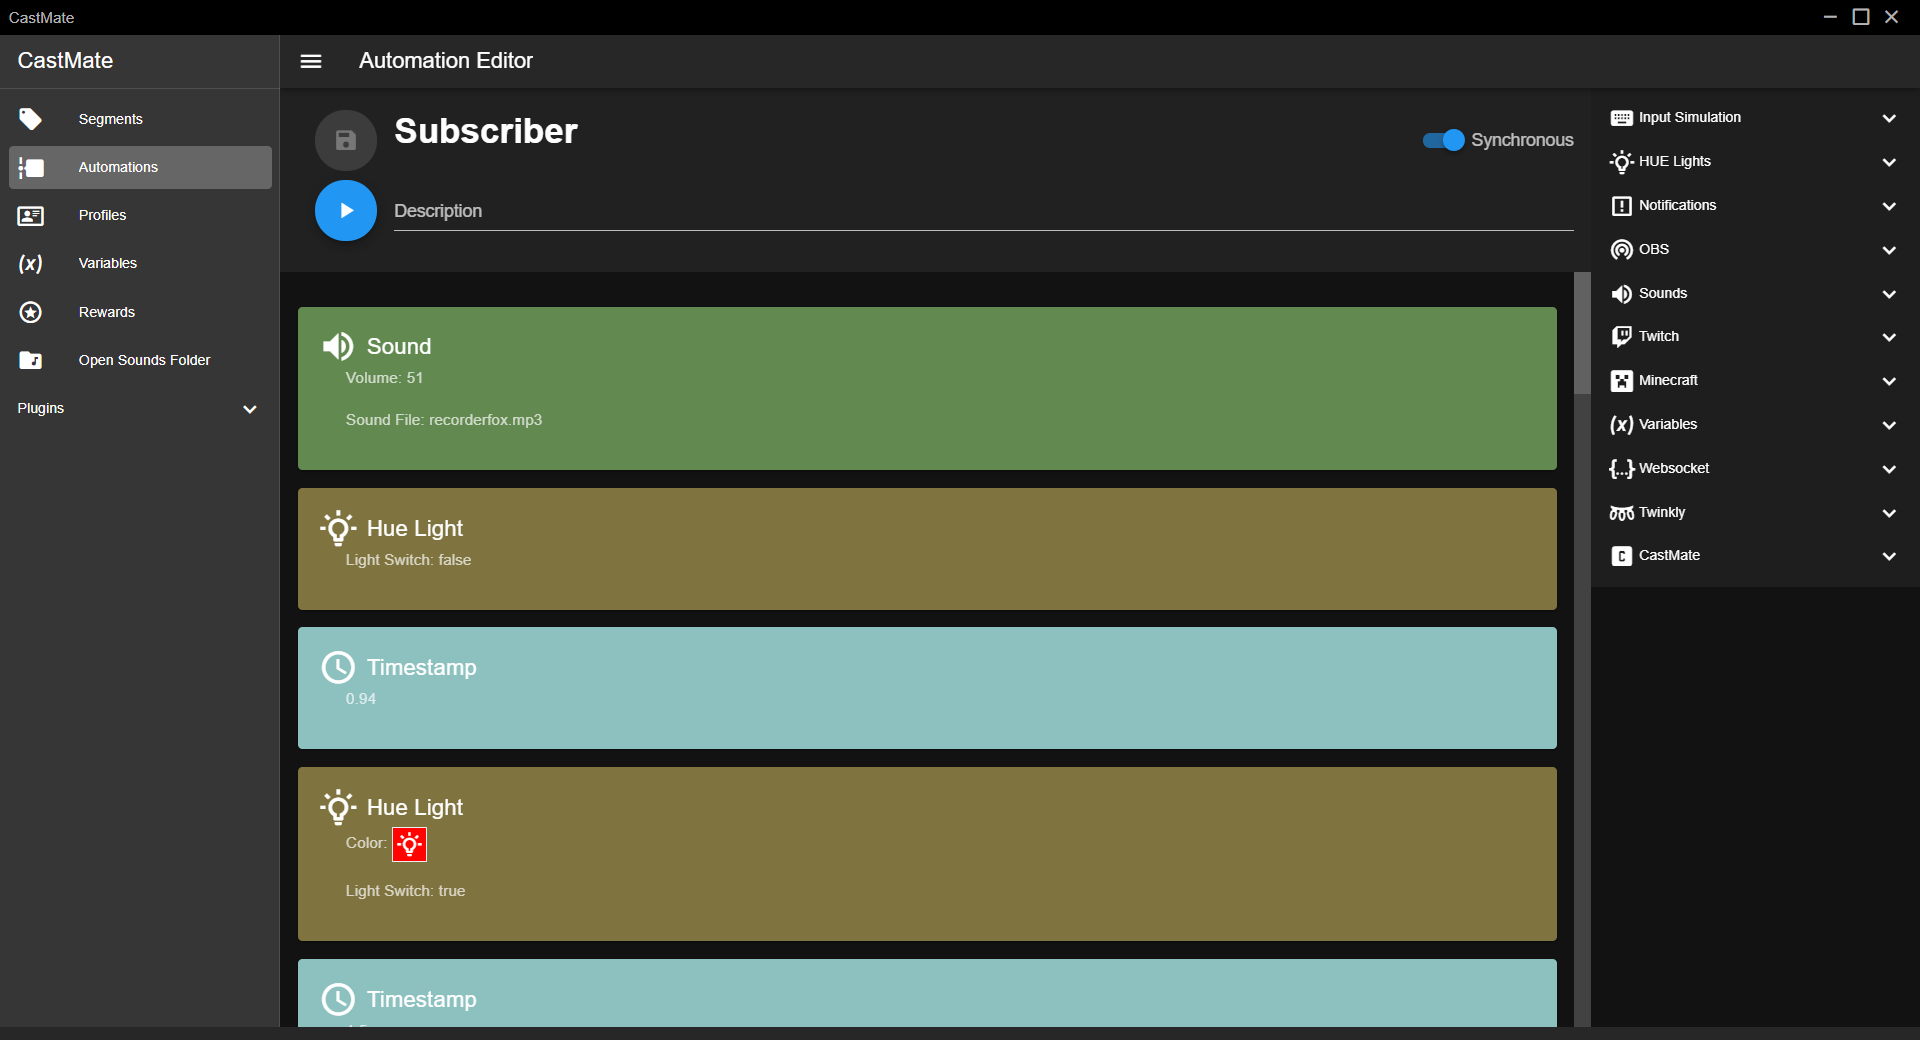 CastMate
CastMate
Automation Editor
Segments
Automations
Profiles
Variables
Rewards
Open Sounds Folder
Plugins
Subscriber
Synchronous
Description
Sound
Volume: 51
Sound File: recorderfox.mp3
Hue Light
Light Switch: false
Timestamp
0.94
Hue Light
Color:
Light Switch: true
Timestamp
Input Simulation
HUE Lights
Notifications
OBS
Sounds
Twitch
Minecraft
(x) Variables
{...} Websocket
Twinkly
C CastMate